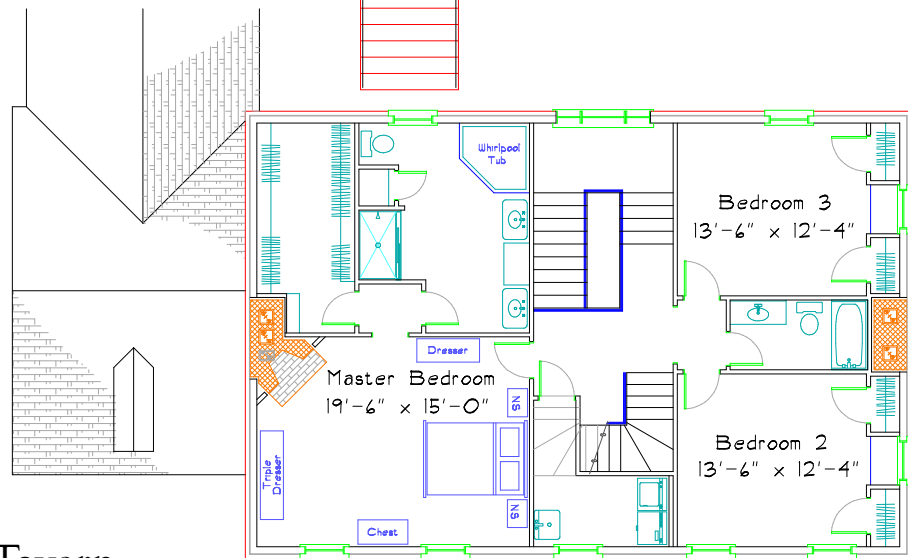 Whirlpool
Tub
Bedroom 3
13'-6" x 12'-4"
Dresser
Master Bedroom
19'-6" x 15'-0"
NS
Bedroom 2
13'-6" x 12'-4"
Triple
Dresser
NS
Chest